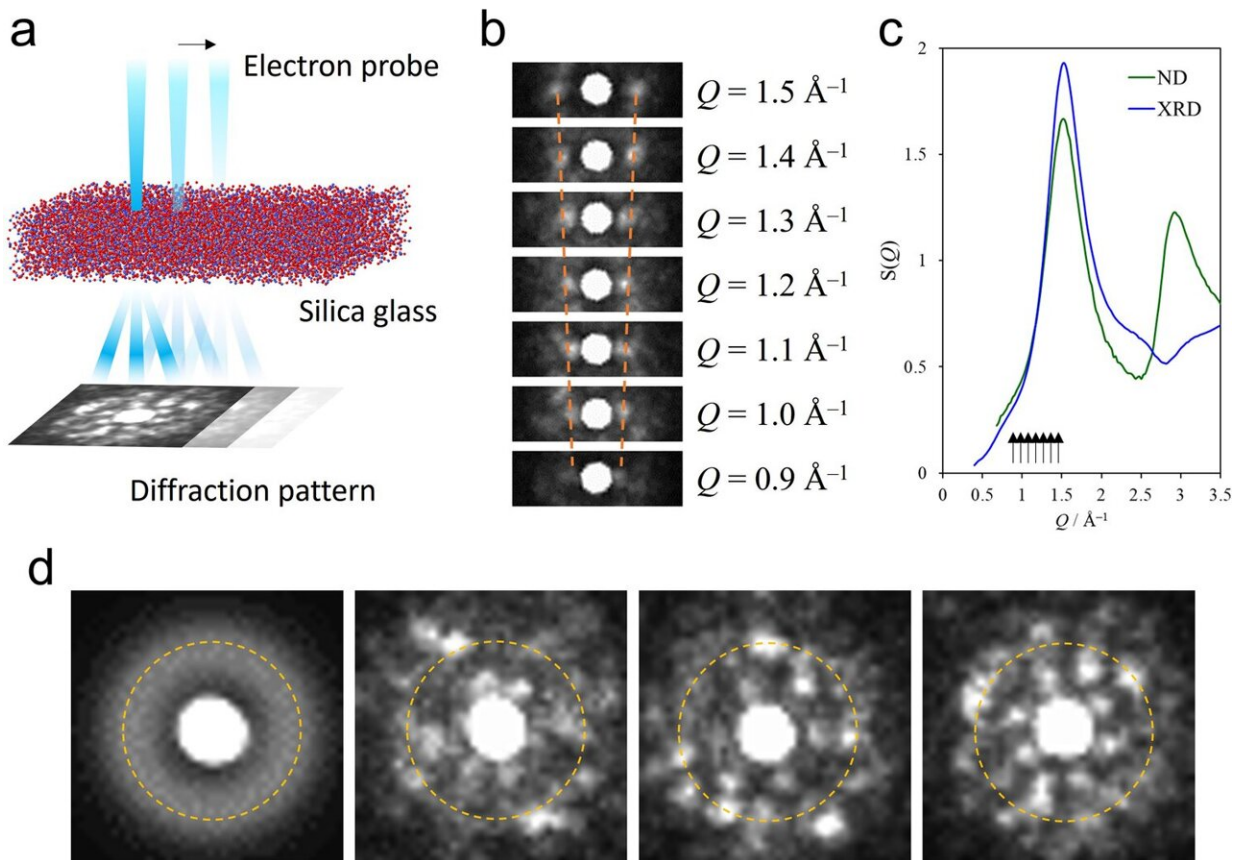 a
Electron probe
Silica glass
Diffraction pattern
b
Q = 1.5 Å⁻¹
Q = 1.4 Å⁻¹
Q = 1.3 Å⁻¹
Q = 1.2 Å⁻¹
Q = 1.1 Å⁻¹
Q = 1.0 Å⁻¹
Q = 0.9 Å⁻¹
c
2
1.5
1
0.5
0
S(Q)
ND
XRD
0 0.5 1 1.5 2 2.5 3 3.5
Q / Å⁻¹
d